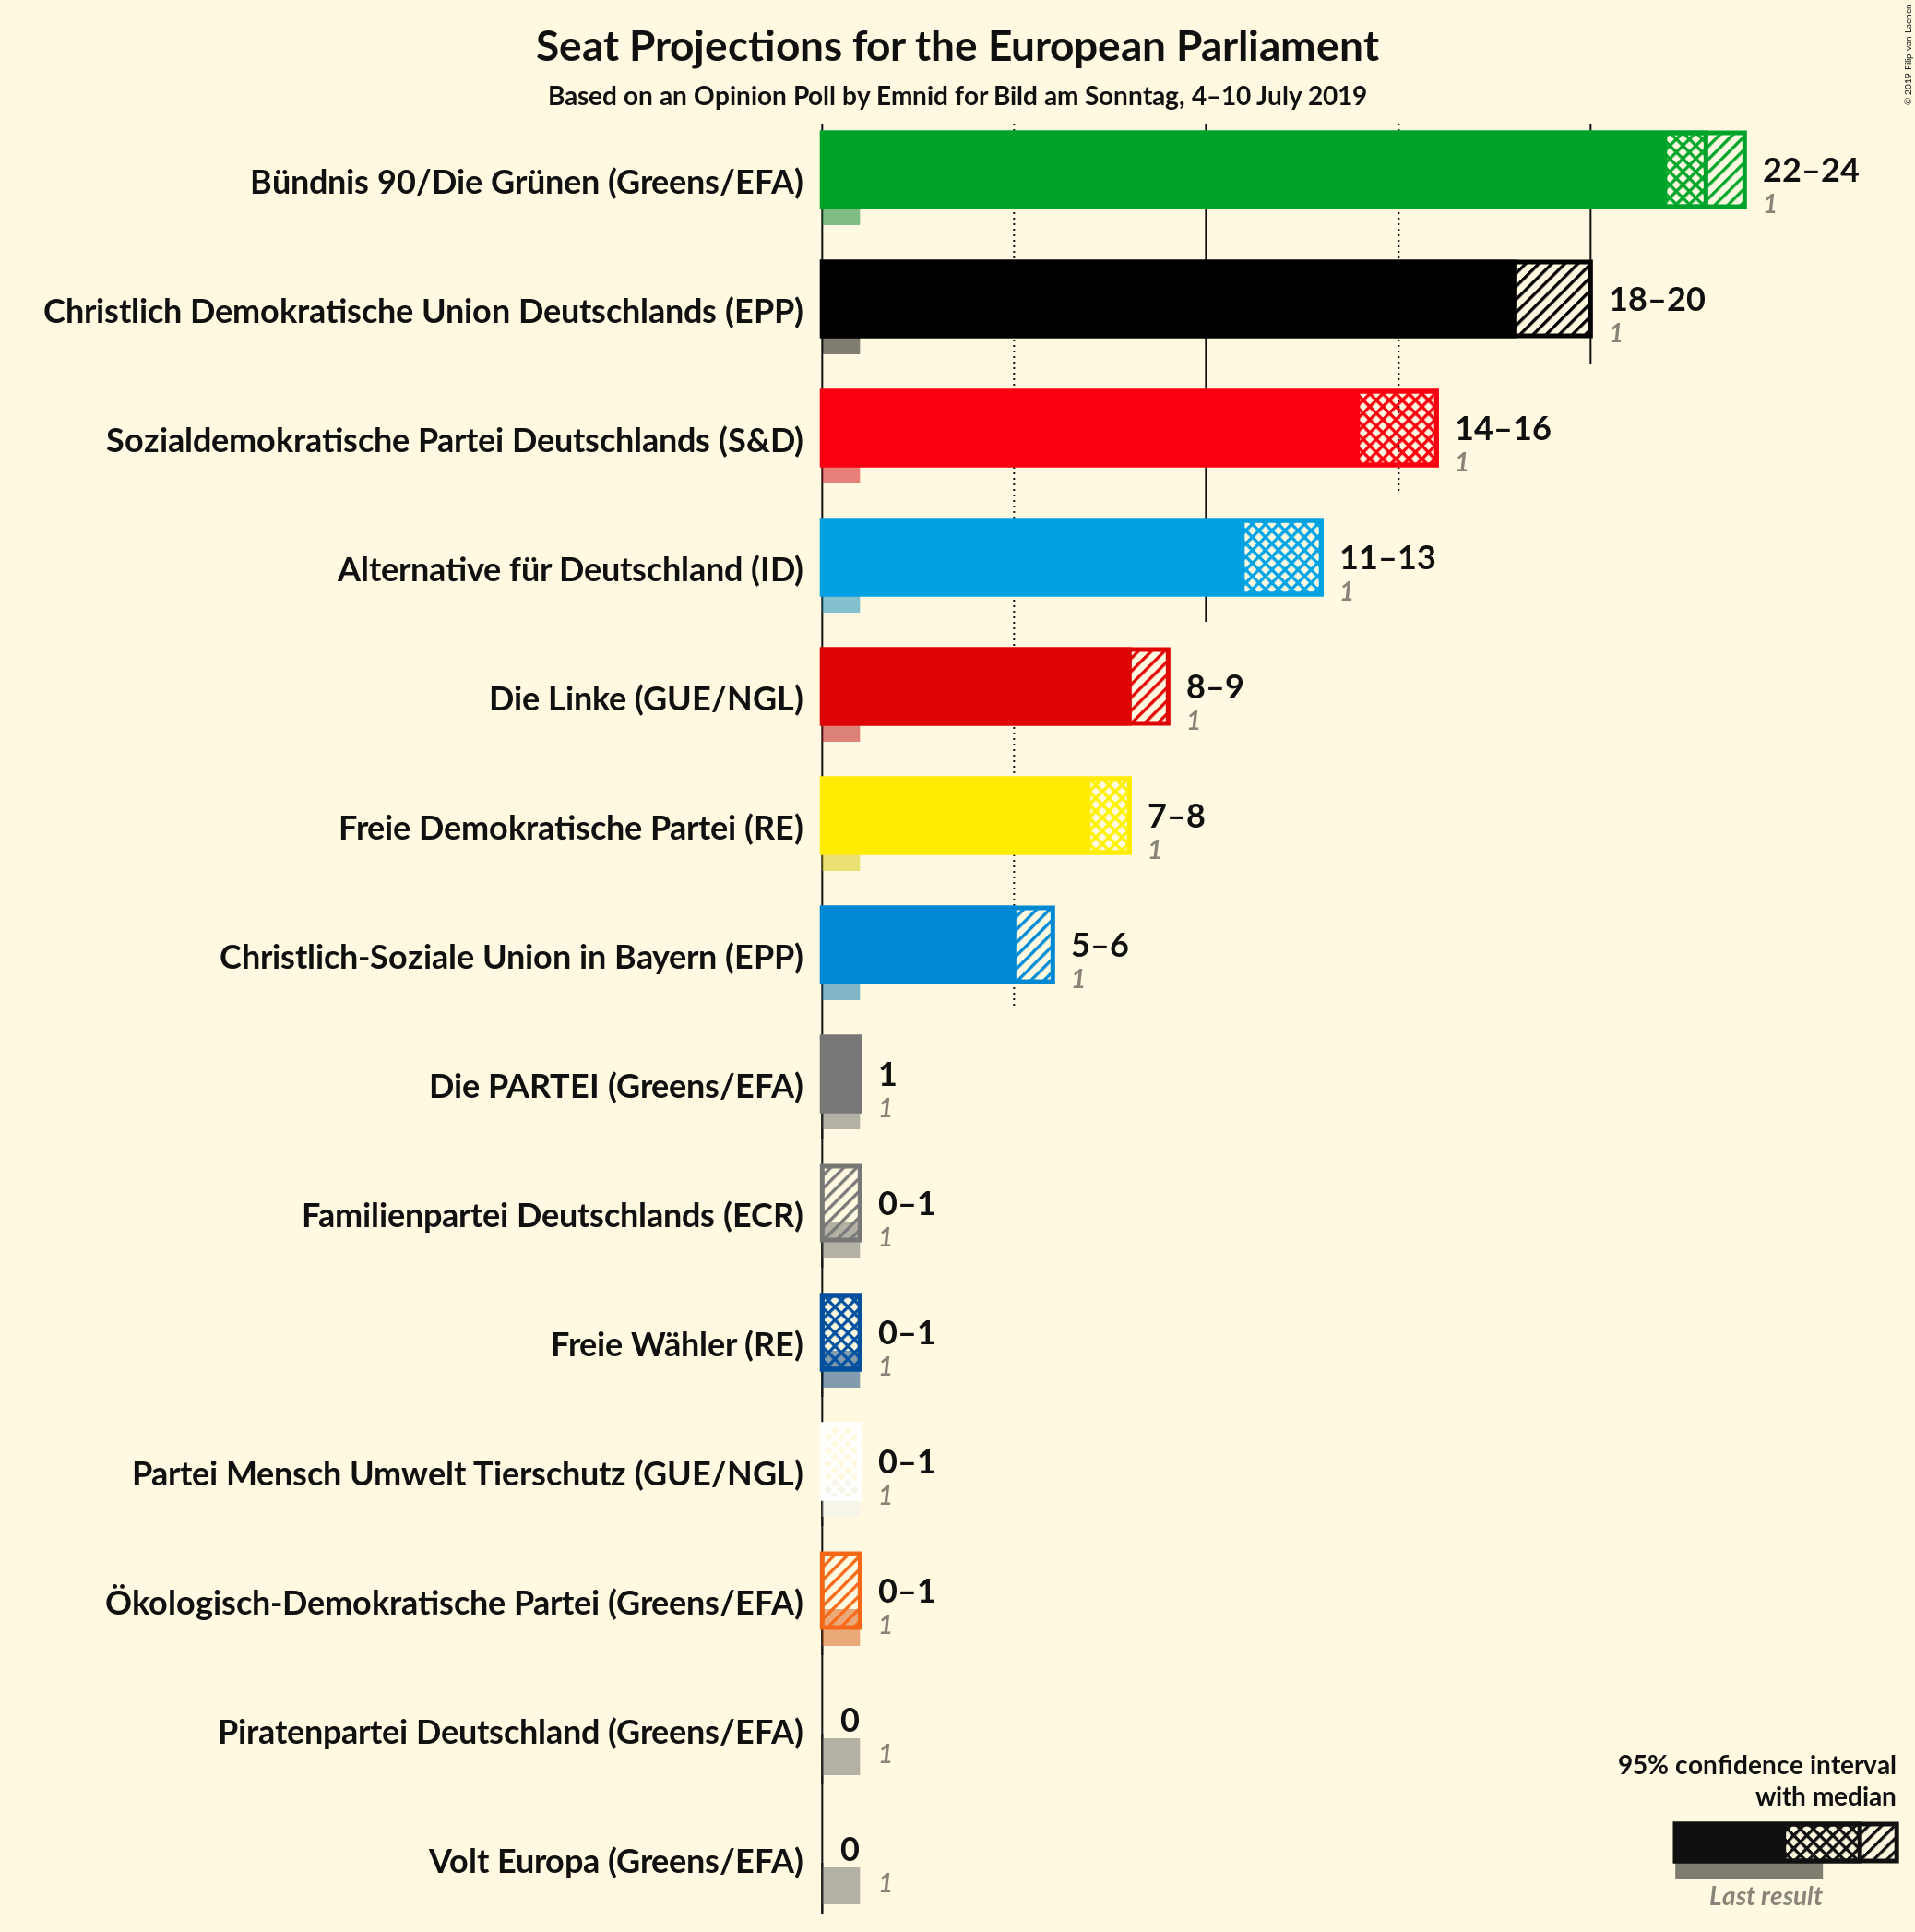 © 2019 Filip van Laenen
Seat Projections for the European Parliament
Based on an Opinion Poll by Emnid for Bild am Sonntag, 4–10 July 2019
Bündnis 90/Die Grünen (Greens/EFA)
22–24
1
Christlich Demokratische Union Deutschlands (EPP)
18–20
1
Sozialdemokratische Partei Deutschlands (S&D)
14–16
1
Alternative für Deutschland (ID)
11–13
1
Die Linke (GUE/NGL)
8–9
1
Freie Demokratische Partei (RE)
7–8
1
Christlich-Soziale Union in Bayern (EPP)
5–6
1
Die PARTEI (Greens/EFA)
1
1
Familienpartei Deutschlands (ECR)
0–1
1
Freie Wähler (RE)
0–1
1
Partei Mensch Umwelt Tierschutz (GUE/NGL)
0–1
1
Ökologisch-Demokratische Partei (Greens/EFA)
0–1
1
Piratenpartei Deutschland (Greens/EFA)
0
1
Volt Europa (Greens/EFA)
0
1
95% confidence interval
with median
Last result